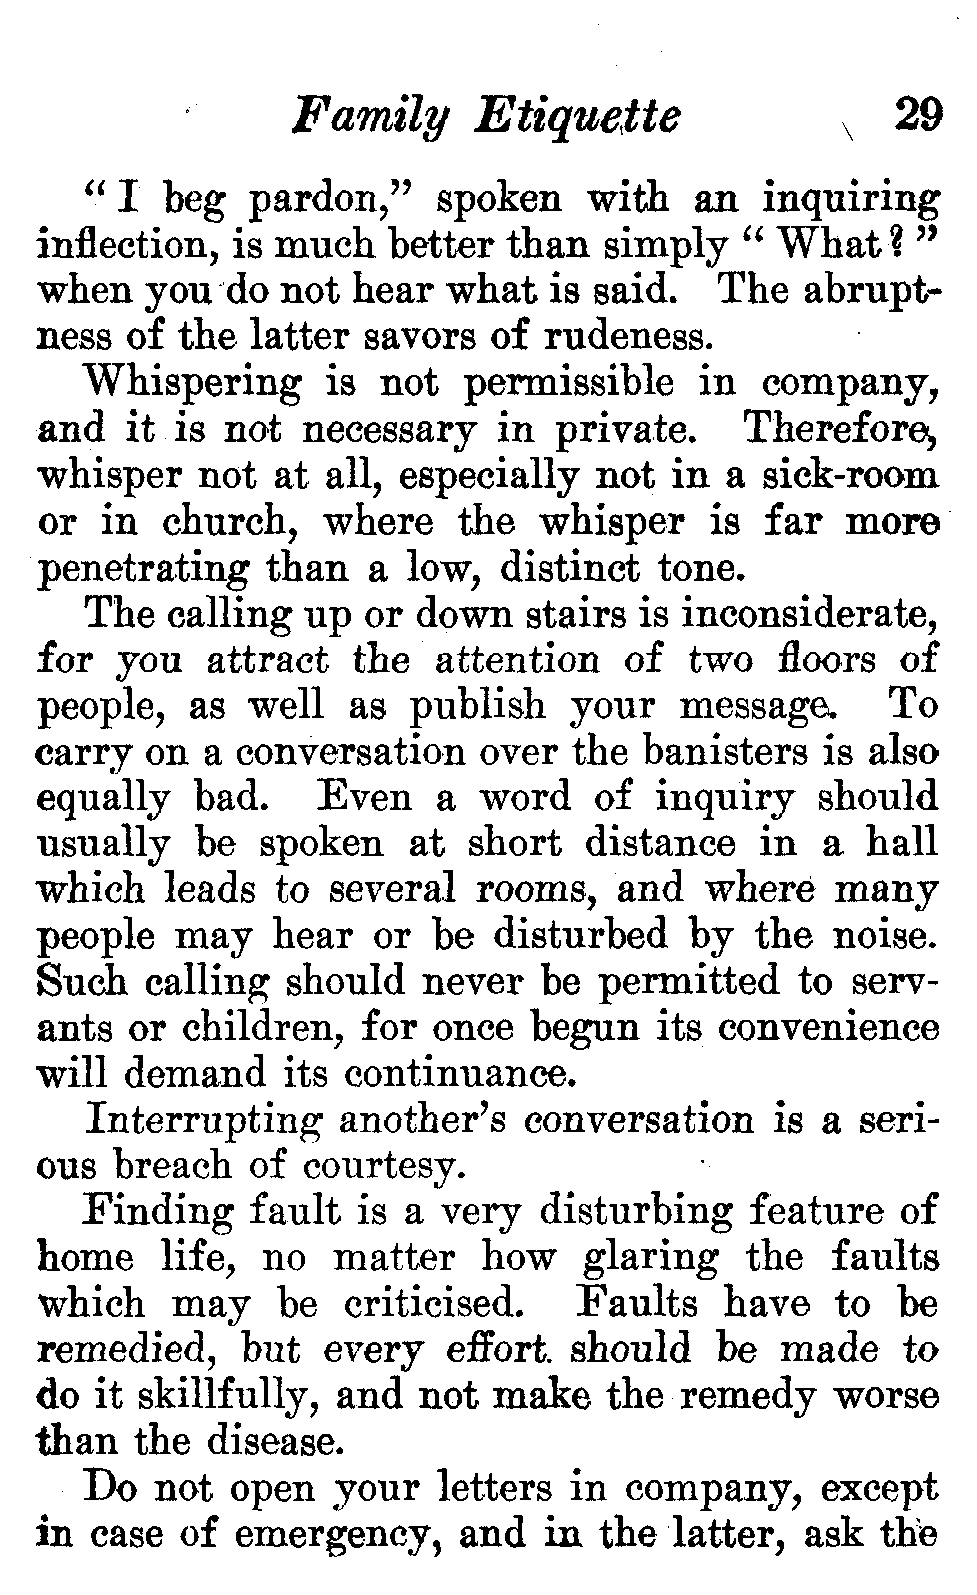 Family Etiquette 29
“ I beg pardon,” spoken with an inquiring
inflection, is much better than simply “ What? ”
when you do not hear what is said. The abrupt-
ness of the latter savors of rudeness.
Whispering is not permissible in company,
and it is not necessary in private. Therefore,
whisper not at all, especially not in a sick-room
or in church, where the whisper is far more
penetrating than a low, distinct tone.
The calling up or down stairs is inconsiderate,
for you attract the attention of two floors of
people, as well as publish your message. To
carry on a conversation over the banisters is also
equally bad. Even a word of inquiry should
usually be spoken at short distance in a hall
which leads to several rooms, and where many
people may hear or be disturbed by the noise.
Such calling should never be permitted to serv-
ants or children, for once begun its convenience
will demand its continuance.
Interrupting another’s conversation is a seri-
ous breach of courtesy.
Finding fault is a very disturbing feature of
home life, no matter how glaring the faults
which may be criticised. Faults have to be
remedied, but every effort should be made to
do it skillfully, and not make the remedy worse
than the disease.
Do not open your letters in company, except
in case of emergency, and in the latter, ask the